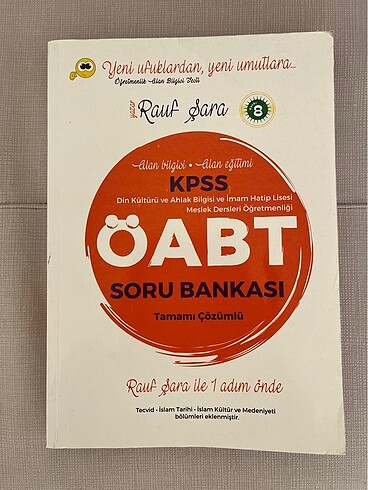 Yeni ufuklardan, yeni umutlara...
Öğretmenlik Alan Bilgisi Testi
yazar
Rauf Şara
8
Alan bilgisi • Alan eğitimi
KPSS
Din Kültürü ve Ahlak Bilgisi ve İmam Hatip Lisesi
Meslek Dersleri Öğretmenliği
ÖABT
SORU BANKASI
Tamamı Çözümlü
Rauf Şara ile 1 adım önde
Tecvid • İslam Tarihi • İslam Kültür ve Medeniyeti
bölümleri eklenmiştir.